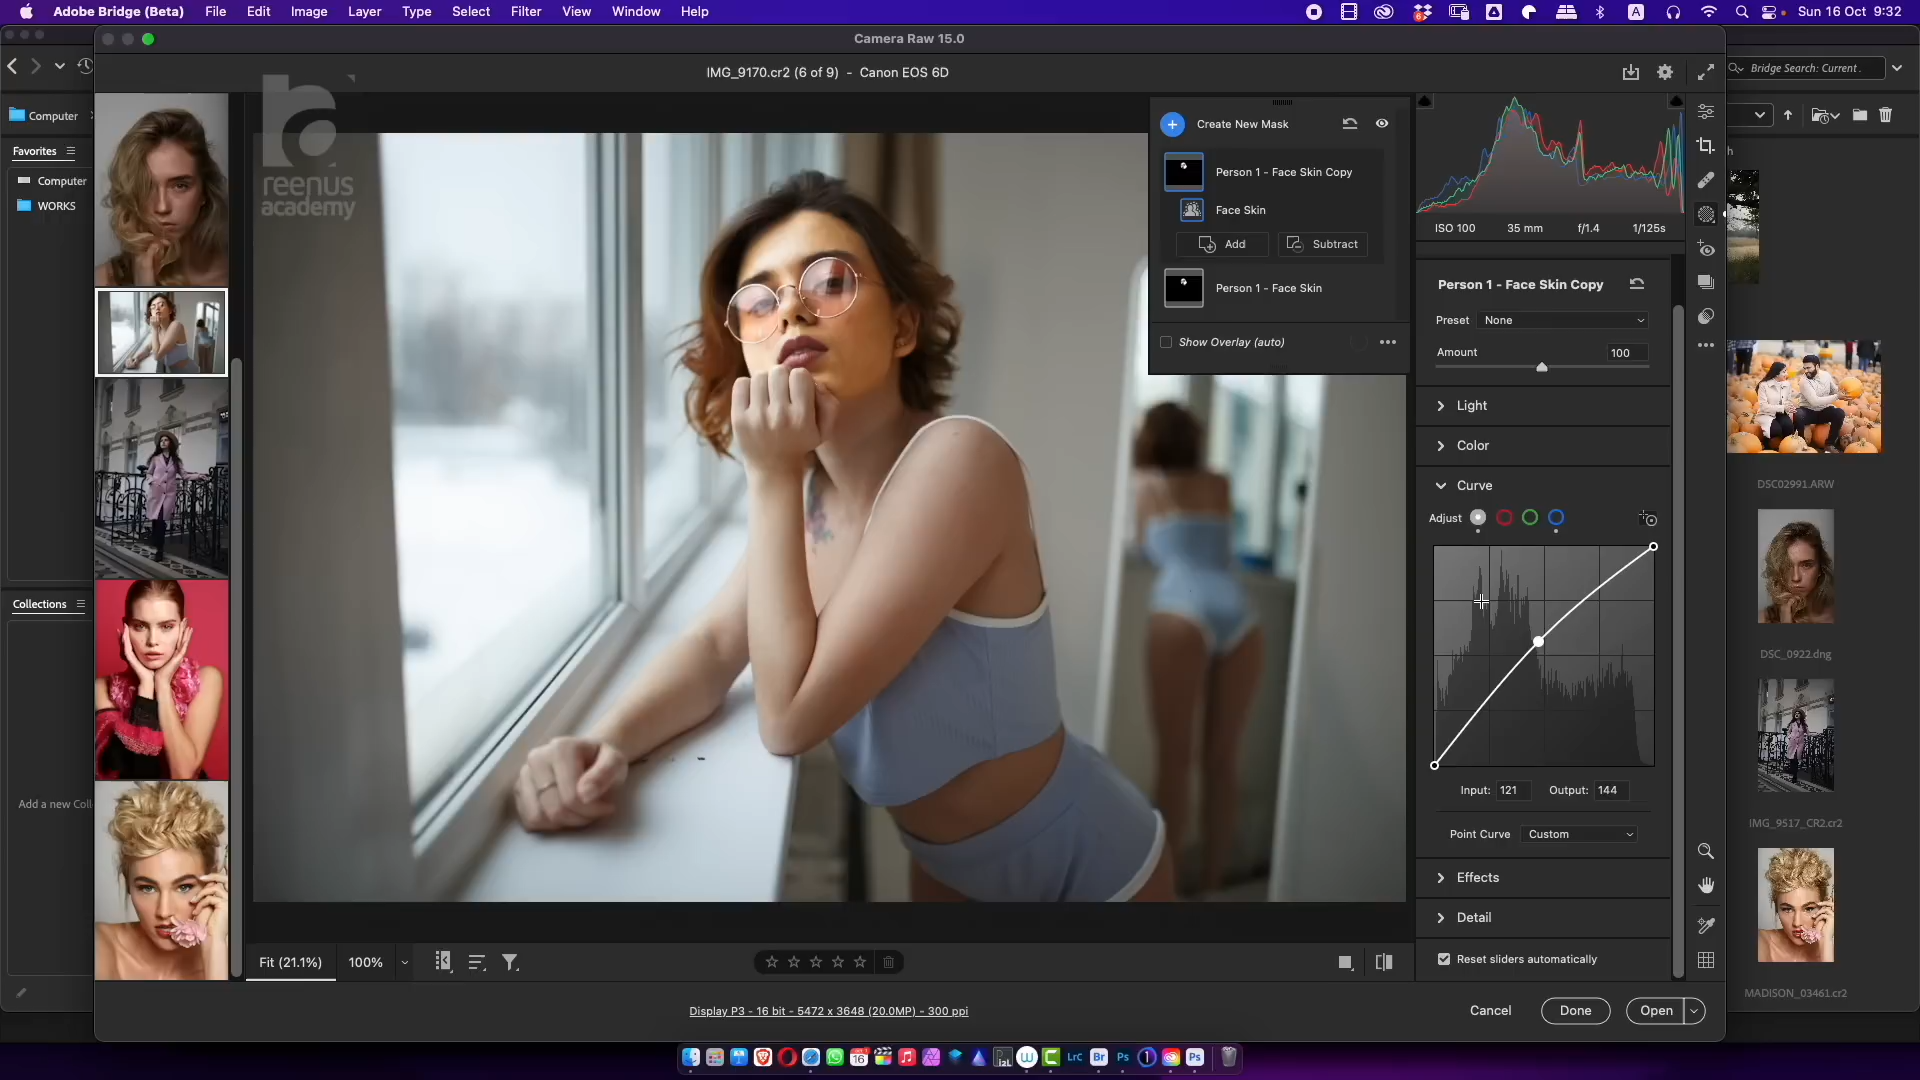 Adobe Bridge (Beta) File Edit Image Layer Type Select Filter View Window Help
A Sun 16 Oct 9:32
Camera Raw 15.0
IMG_9170.cr2 (6 of 9) - Canon EOS 6D
Bridge Search: Current
ra
reenus
academy
Computer
Favorites
Computer
WORKS
Collections
Add a new Coll
Create New Mask
Person 1 - Face Skin Copy
Face Skin
Add Subtract
Person 1 - Face Skin
Show Overlay (auto)
ISO 100 35 mm f/1.4 1/125s
Person 1 - Face Skin Copy
Preset None
Amount 100
Light
Color
Curve
Adjust
Input: 121 Output: 144
Point Curve Custom
Effects
Detail
Reset sliders automatically
Fit (21.1%) 100%
Display P3 - 16 bit - 5472 x 3648 (20.0MP) - 300 ppi
Cancel Done Open
DSC02991.ARW
DSC_0922.dng
IMG_9517_CR2.cr2
MADISON_03461.cr2
16 LrC Br Ps Ps